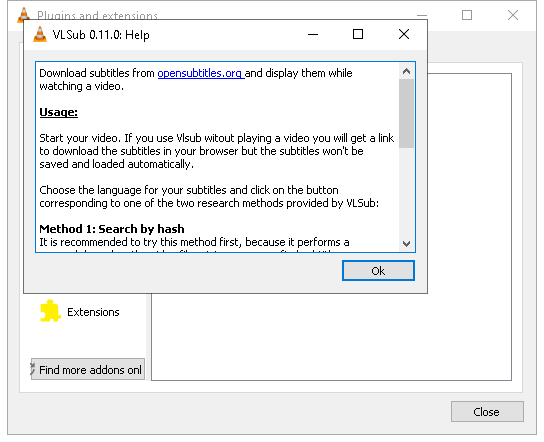 Plugins and extensions
VLSub 0.11.0: Help
Download subtitles from opensubtitles.org and display them while
watching a video.
Usage:
Start your video. If you use Vlsub witout playing a video you will get a link
to download the subtitles in your browser but the subtitles won't be
saved and loaded automatically.
Choose the language for your subtitles and click on the button
corresponding to one of the two research methods provided by VLSub:
Method 1: Search by hash
It is recommended to try this method first, because it performs a
Ok
Extensions
Find more addons onl
Close